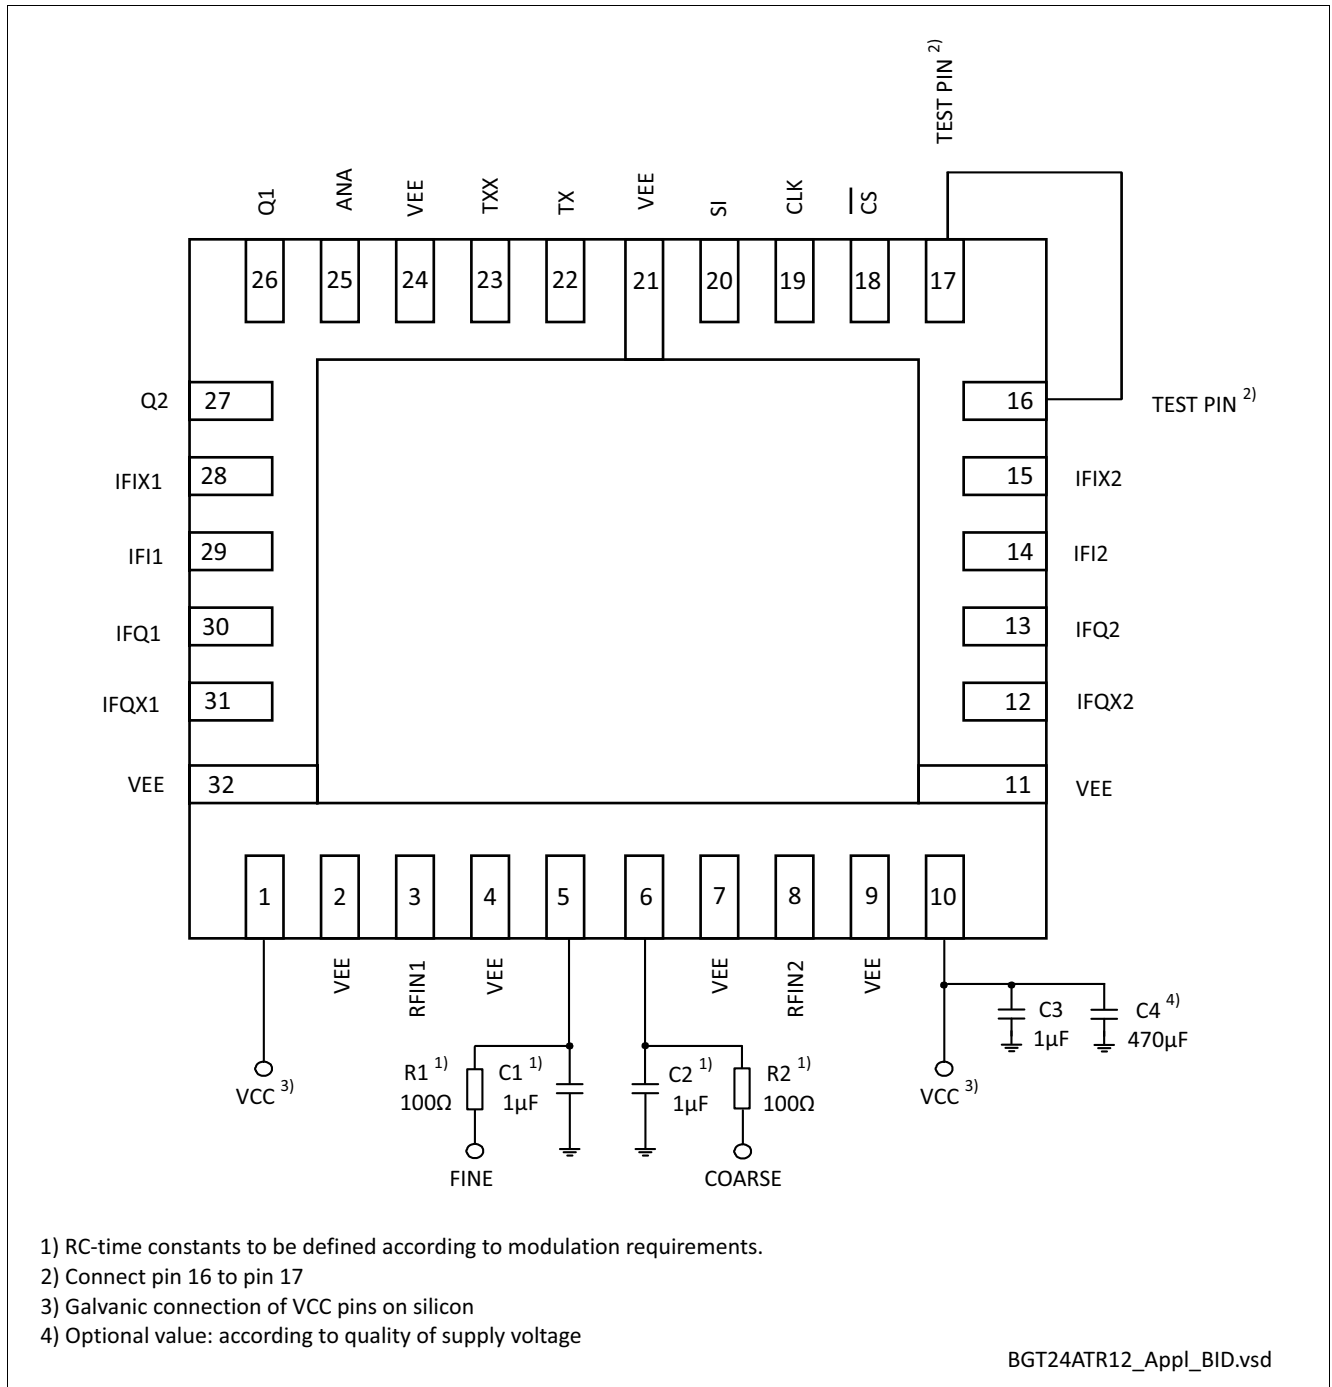 TEST PIN 2)
Q1
ANA
VEE
TXX
TX
VEE
SI
CLK
CS
26
25
24
23
22
21
20
19
18
17
Q2
27
16
TEST PIN 2)
IFIX1
28
15
IFIX2
IFI1
29
14
IFI2
IFQ1
30
13
IFQ2
IFQX1
31
12
IFQX2
VEE
32
11
VEE
1
2
3
4
5
6
7
8
9
10
VEE
RFIN1
VEE
VEE
RFIN2
VEE
C3
1µF
C4 4)
470µF
VCC 3)
R1 1)
100Ω
C1 1)
1µF
C2 1)
1µF
R2 1)
100Ω
VCC 3)
FINE
COARSE
1) RC-time constants to be defined according to modulation requirements.
2) Connect pin 16 to pin 17
3) Galvanic connection of VCC pins on silicon
4) Optional value: according to quality of supply voltage
BGT24ATR12_Appl_BID.vsd